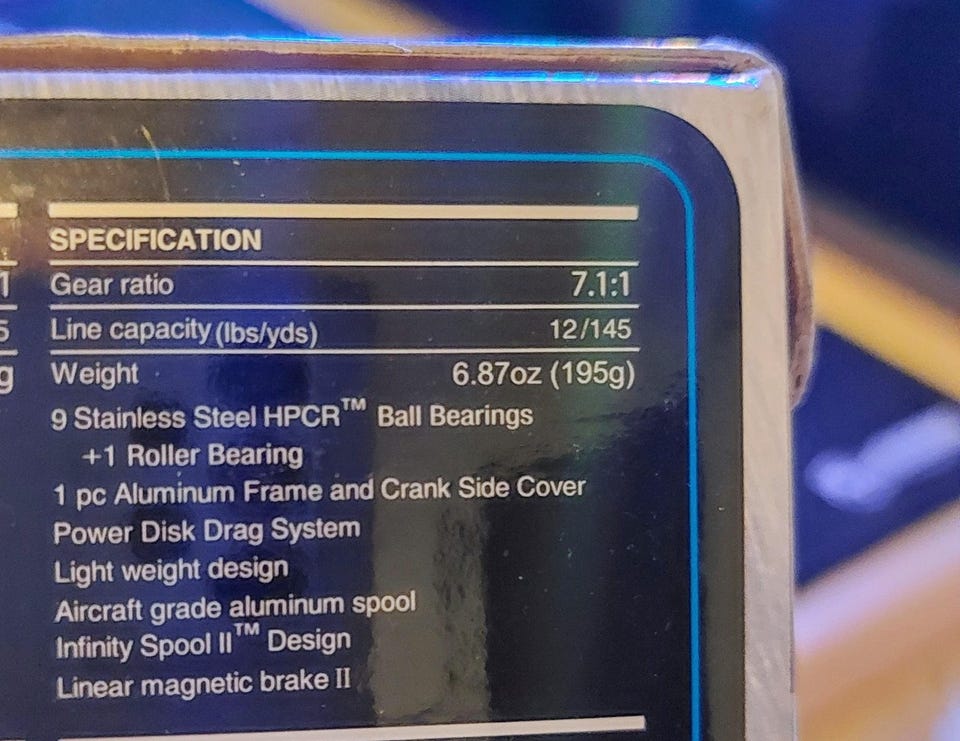 SPECIFICATION
1 Gear ratio 7.1:1
5 Line capacity (lbs/yds) 12/145
g Weight 6.87oz (195g)
9 Stainless Steel HPCR™ Ball Bearings
+1 Roller Bearing
1 pc Aluminum Frame and Crank Side Cover
Power Disk Drag System
Light weight design
Aircraft grade aluminum spool
Infinity Spool II™ Design
Linear magnetic brake II